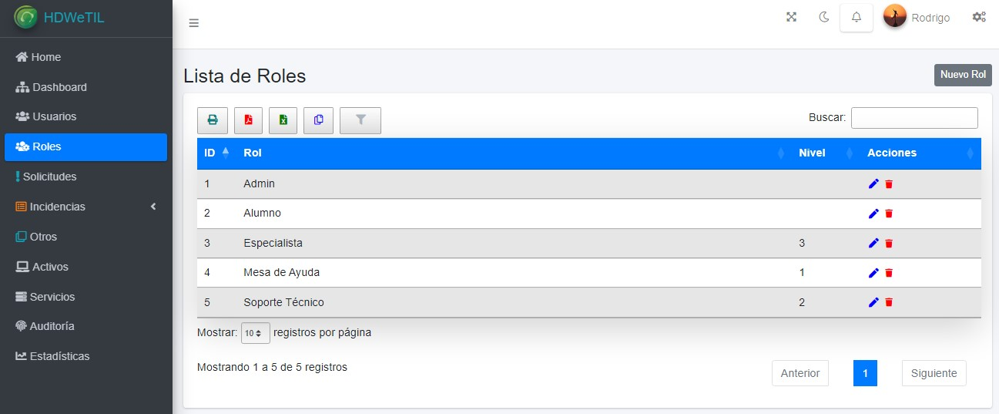 HDWeTIL
Rodrigo
Home
Dashboard
Usuarios
Roles
Solicitudes
Incidencias
Otros
Activos
Servicios
Auditoría
Estadísticas
Lista de Roles
Nuevo Rol
Buscar:
ID Rol Nivel Acciones
1 Admin
2 Alumno
3 Especialista 3
4 Mesa de Ayuda 1
5 Soporte Técnico 2
Mostrar: 10 registros por página
Mostrando 1 a 5 de 5 registros
Anterior 1 Siguiente